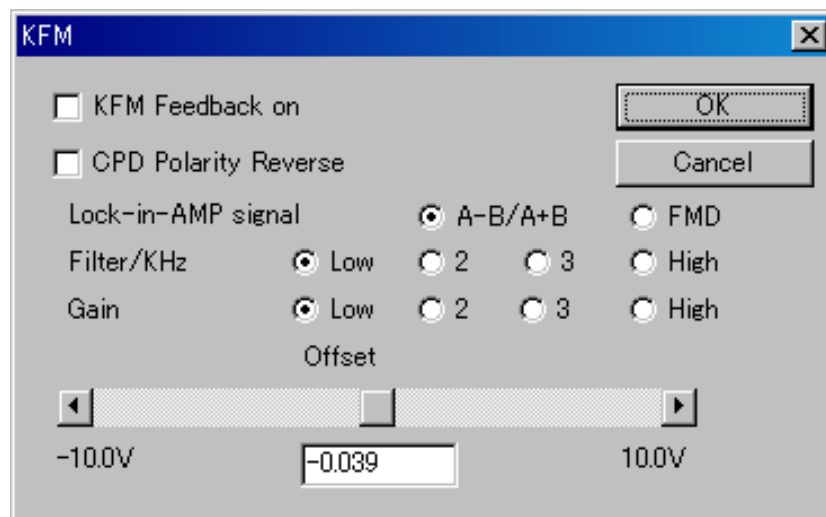 KFM
KFM Feedback on OK
CPD Polarity Reverse Cancel
Lock-in-AMP signal A-B/A+B FMD
Filter/KHz Low 2 3 High
Gain Low 2 3 High
Offset
-10.0V -0.039 10.0V